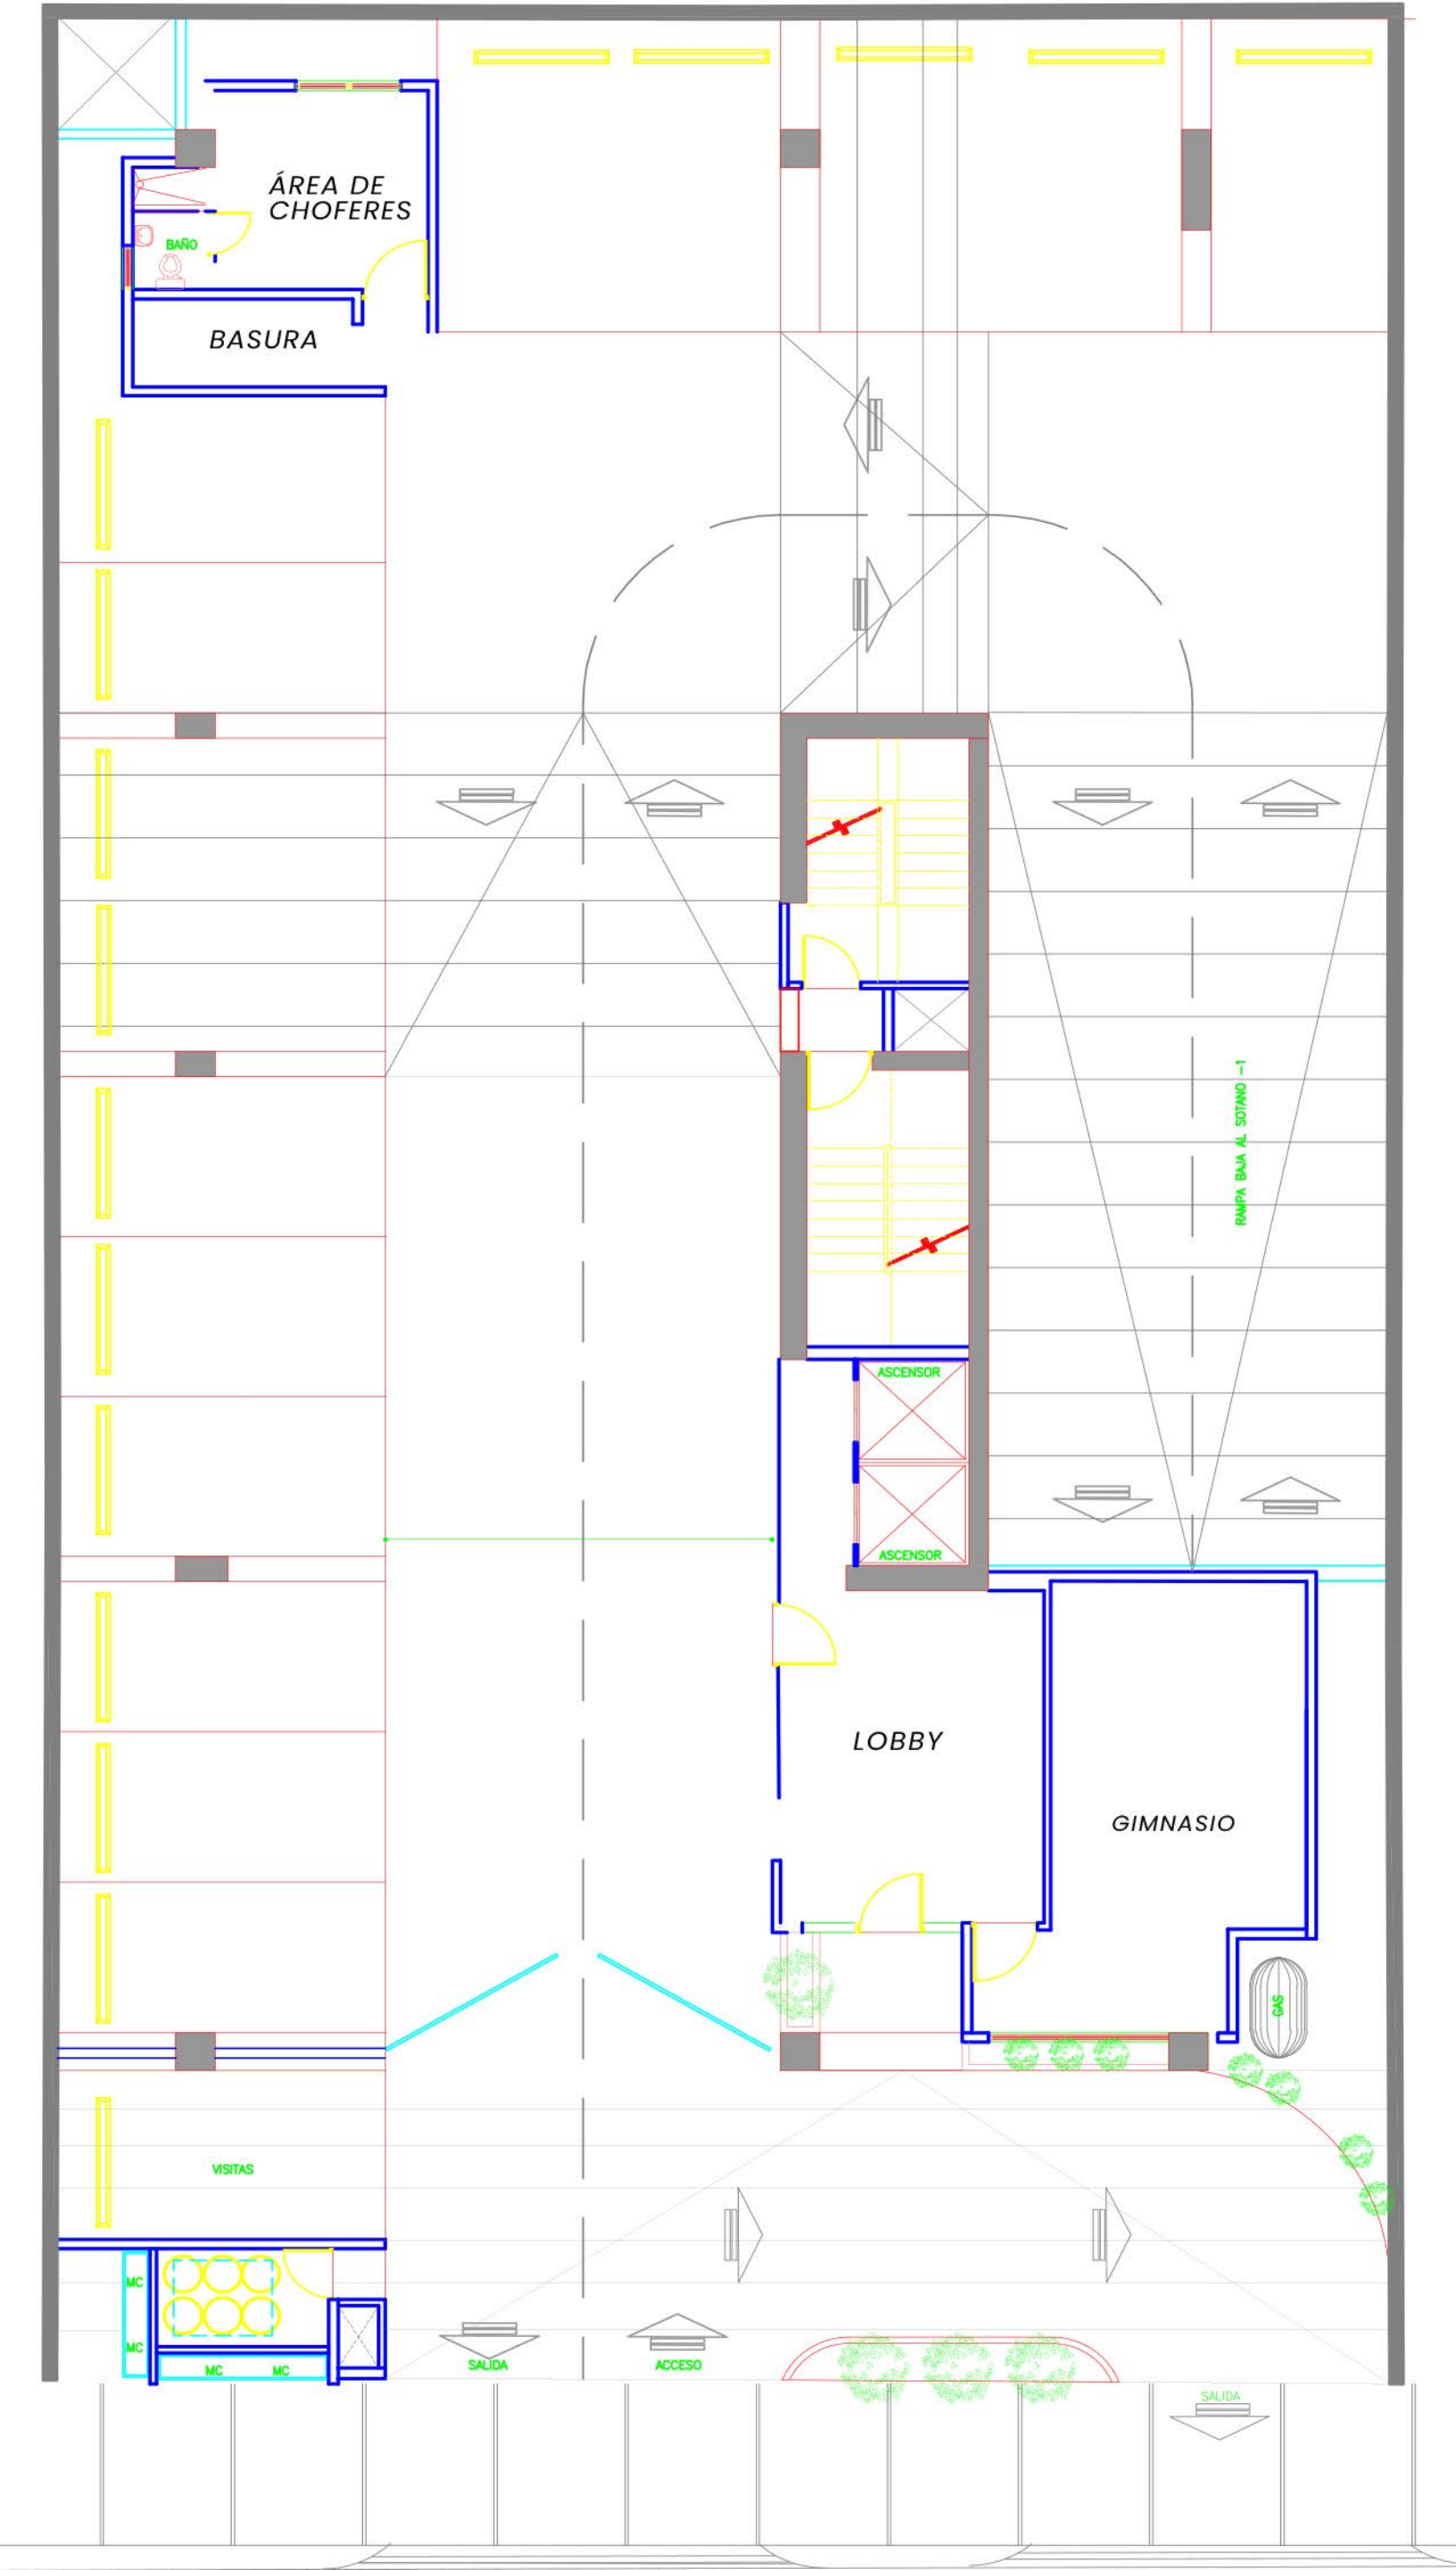 ÁREA DE
CHOFERES
BAÑO
BASURA
RAMPA BAJA AL SOTANO -1
ASCENSOR
ASCENSOR
LOBBY
GIMNASIO
GAS
VISITAS
MC
MC
MC MC
SALIDA
ACCESO
SALIDA